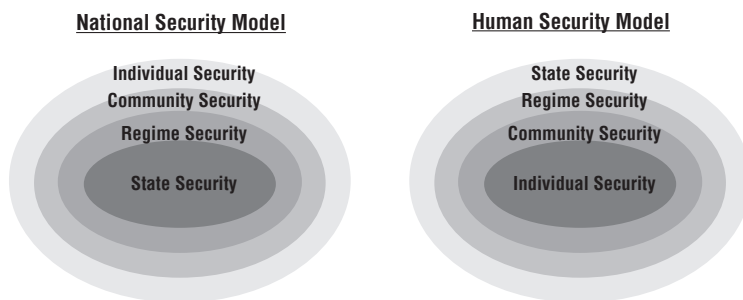 National Security Model
Individual Security
Community Security
Regime Security
State Security
Human Security Model
State Security
Regime Security
Community Security
Individual Security